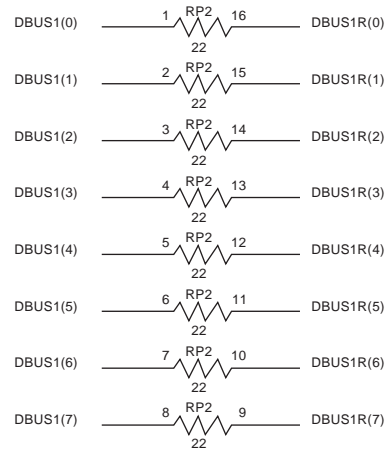 DBUS1(0) 1 RP2 16 DBUS1R(0)
22
DBUS1(1) 2 RP2 15 DBUS1R(1)
22
DBUS1(2) 3 RP2 14 DBUS1R(2)
22
DBUS1(3) 4 RP2 13 DBUS1R(3)
22
DBUS1(4) 5 RP2 12 DBUS1R(4)
22
DBUS1(5) 6 RP2 11 DBUS1R(5)
22
DBUS1(6) 7 RP2 10 DBUS1R(6)
22
DBUS1(7) 8 RP2 9 DBUS1R(7)
22